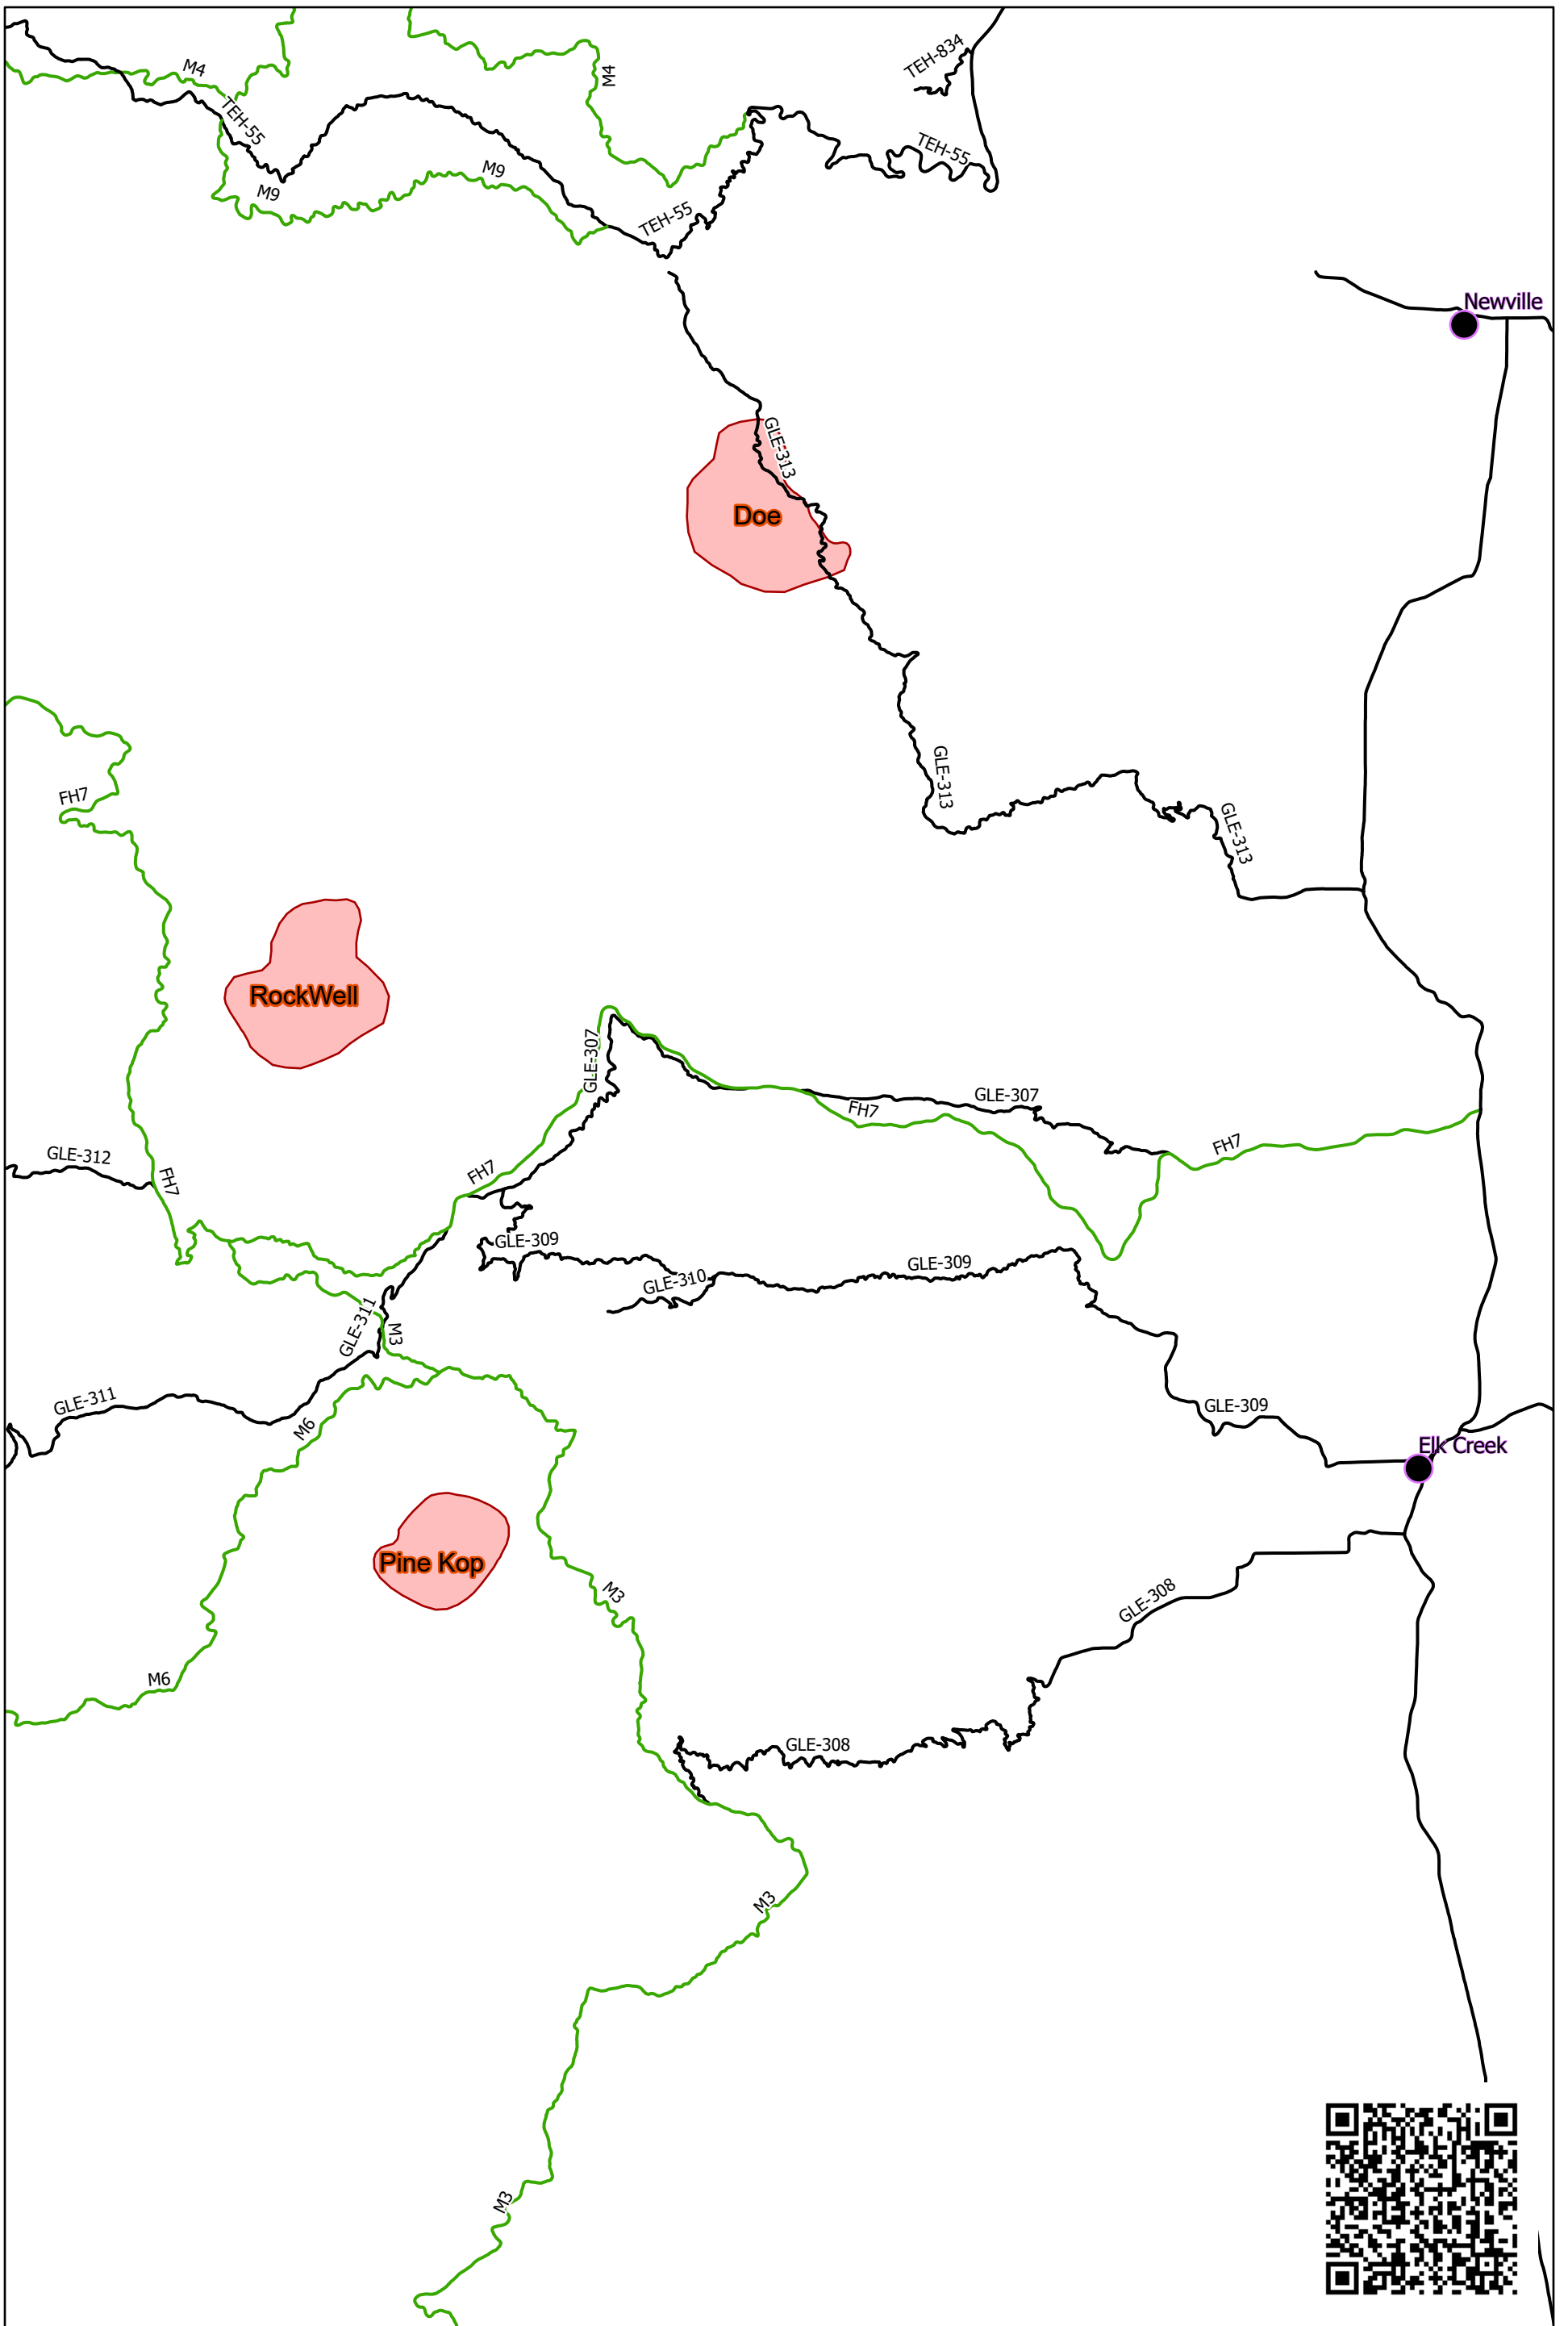 TEH-834
M4
M4
TEH-55
TEH-55
M9
M9
TEH-55
Newville
GLE-313
Doe
GLE-313
FH7
GLE-313
RockWell
GLE-307
GLE-307
FH7
FH7
GLE-312
FH7
FH7
GLE-309
GLE-309
GLE-310
GLE-311
M3
GLE-311
GLE-309
M6
Elk Creek
Pine Kop
M3
GLE-308
M6
GLE-308
M3
M3